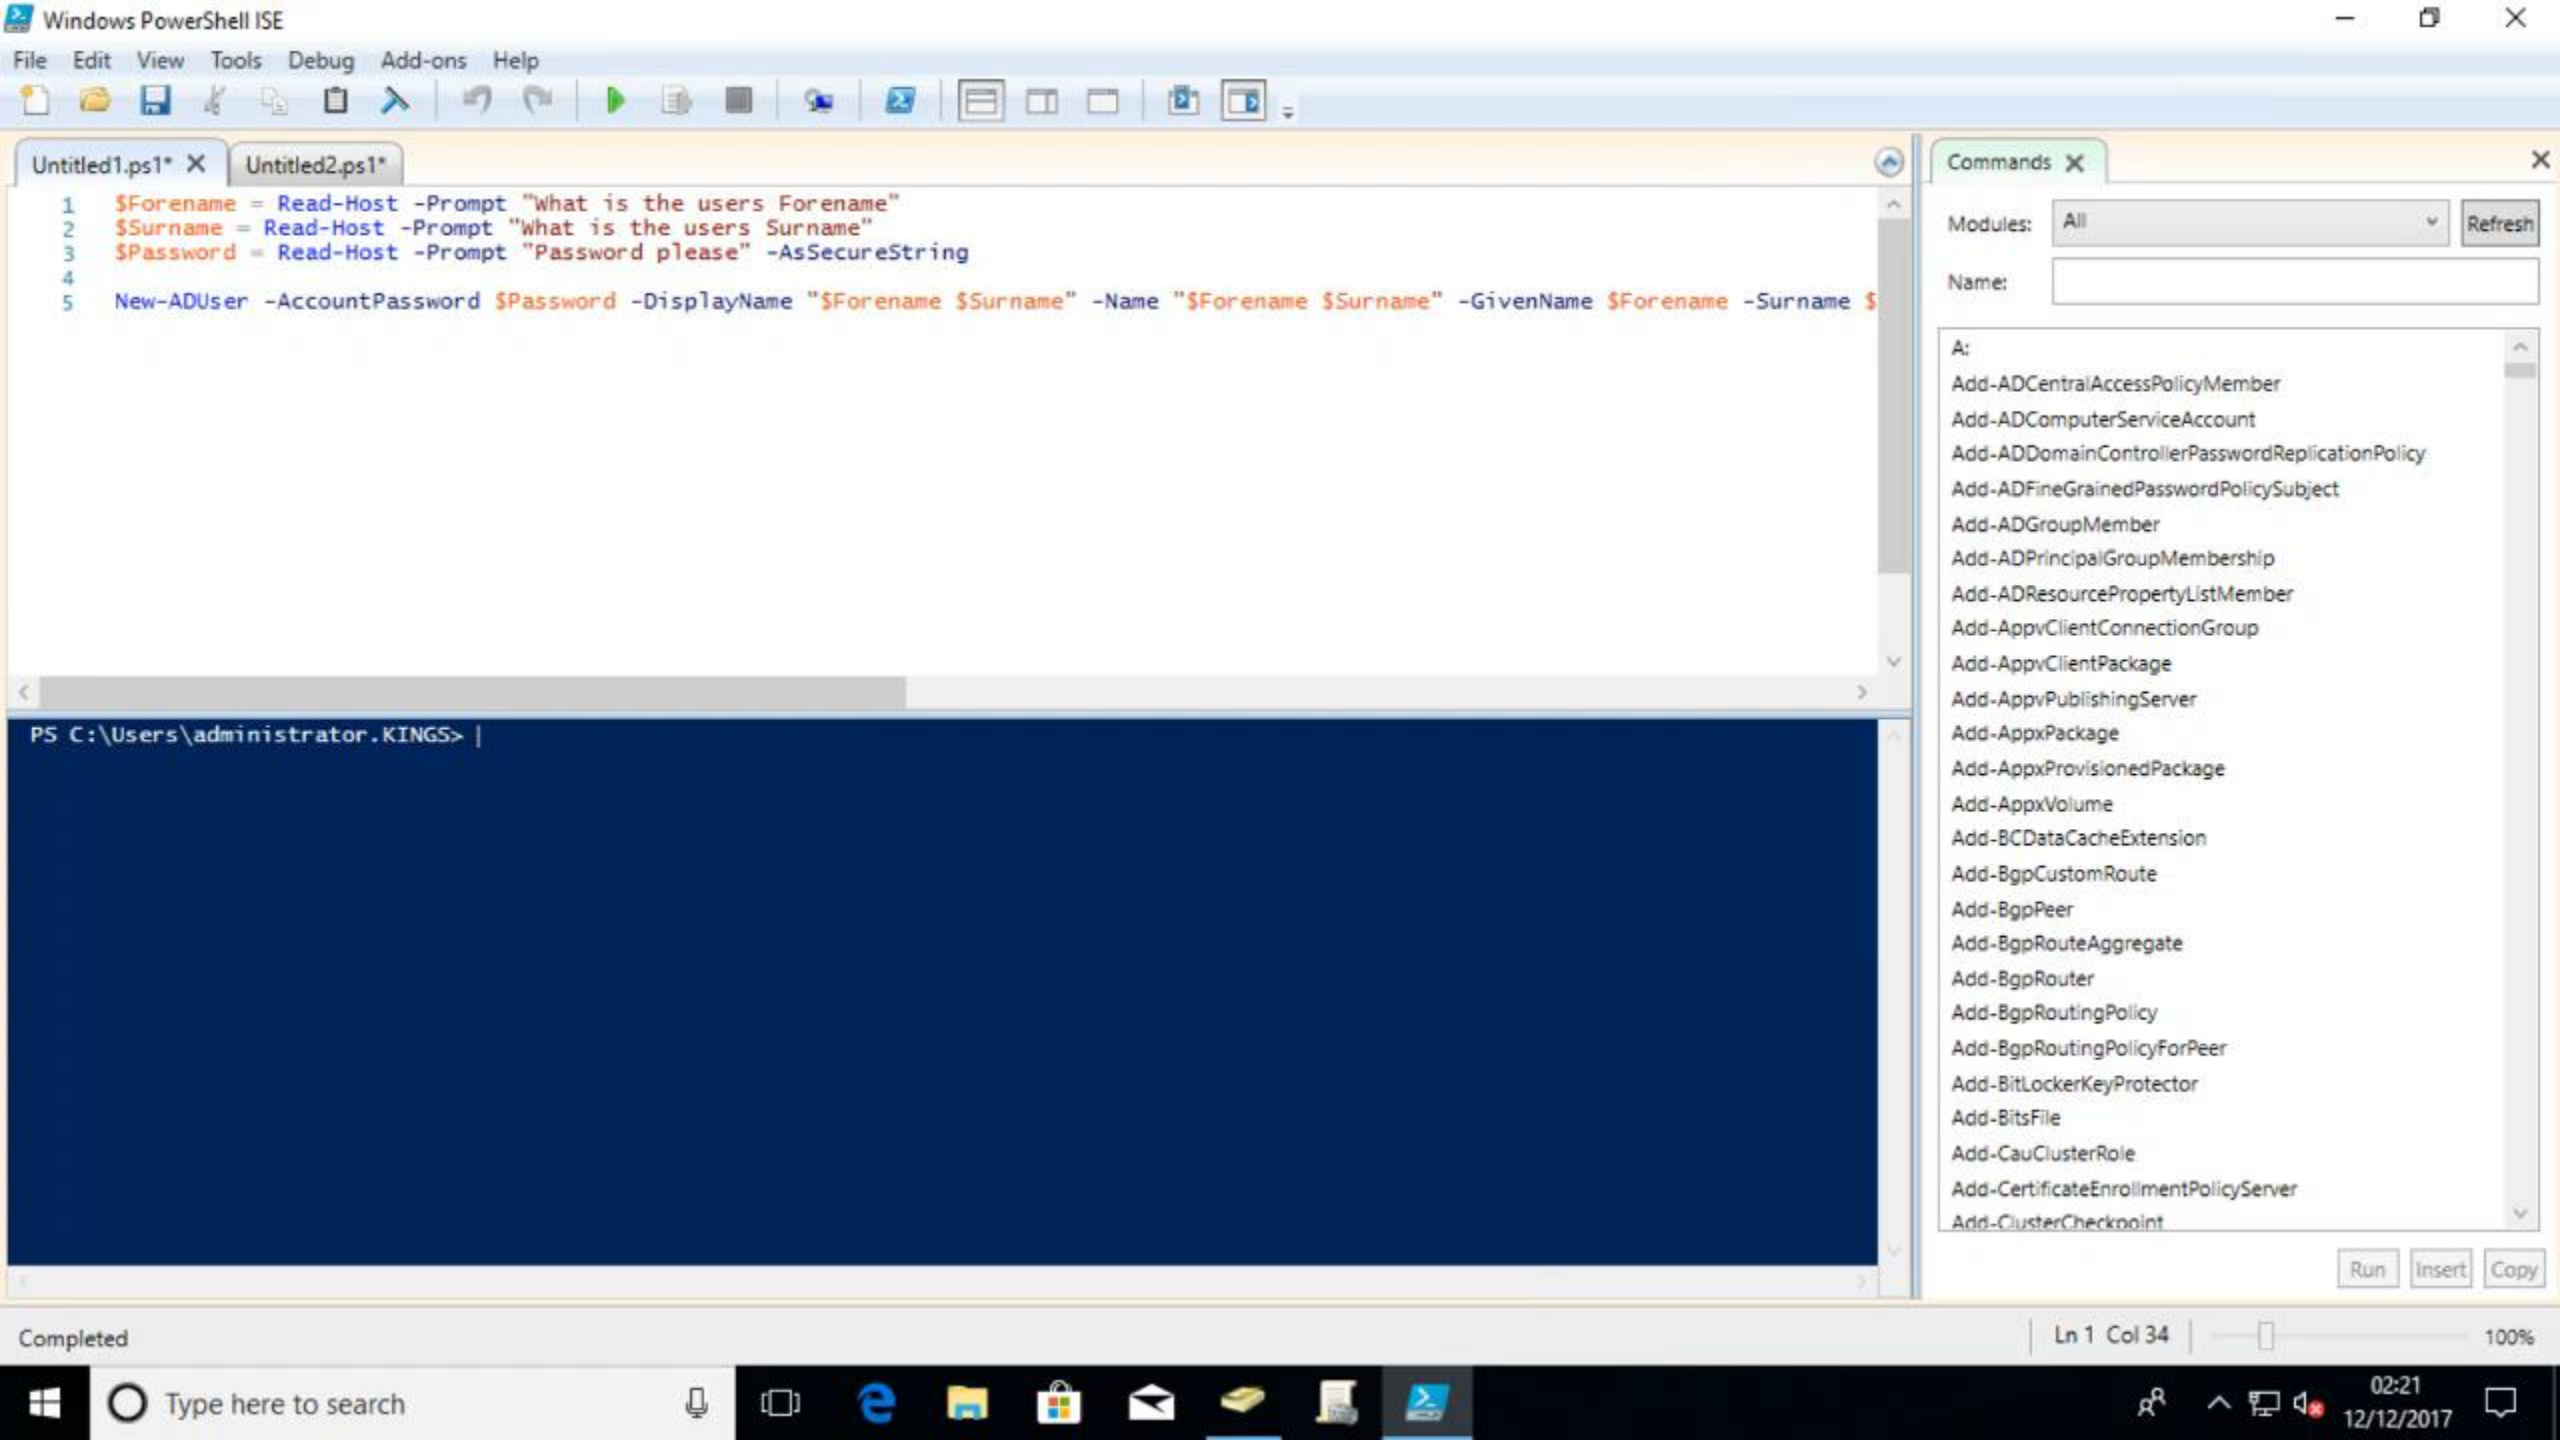 Windows PowerShell ISE
File Edit View Tools Debug Add-ons Help
Untitled1.ps1* Untitled2.ps1*
1 $Forename = Read-Host -Prompt "What is the users Forename"
2 $Surname = Read-Host -Prompt "What is the users Surname"
3 $Password = Read-Host -Prompt "Password please" -AsSecureString
4
5 New-ADUser -AccountPassword $Password -DisplayName "$Forename $Surname" -Name "$Forename $Surname" -GivenName $Forename -Surname $
PS C:\Users\administrator.KINGS>
Commands
Modules: All Refresh
Name:
A:
Add-ADCentralAccessPolicyMember
Add-ADComputerServiceAccount
Add-ADDomainControllerPasswordReplicationPolicy
Add-ADFineGrainedPasswordPolicySubject
Add-ADGroupMember
Add-ADPrincipalGroupMembership
Add-ADResourcePropertyListMember
Add-AppvClientConnectionGroup
Add-AppvClientPackage
Add-AppvPublishingServer
Add-AppxPackage
Add-AppxProvisionedPackage
Add-AppxVolume
Add-BCDataCacheExtension
Add-BgpCustomRoute
Add-BgpPeer
Add-BgpRouteAggregate
Add-BgpRouter
Add-BgpRoutingPolicy
Add-BgpRoutingPolicyForPeer
Add-BitLockerKeyProtector
Add-BitsFile
Add-CauClusterRole
Add-CertificateEnrollmentPolicyServer
Add-ClusterCheckpoint
Run Insert Copy
Completed
Ln 1 Col 34
100%
Type here to search
02:21
12/12/2017